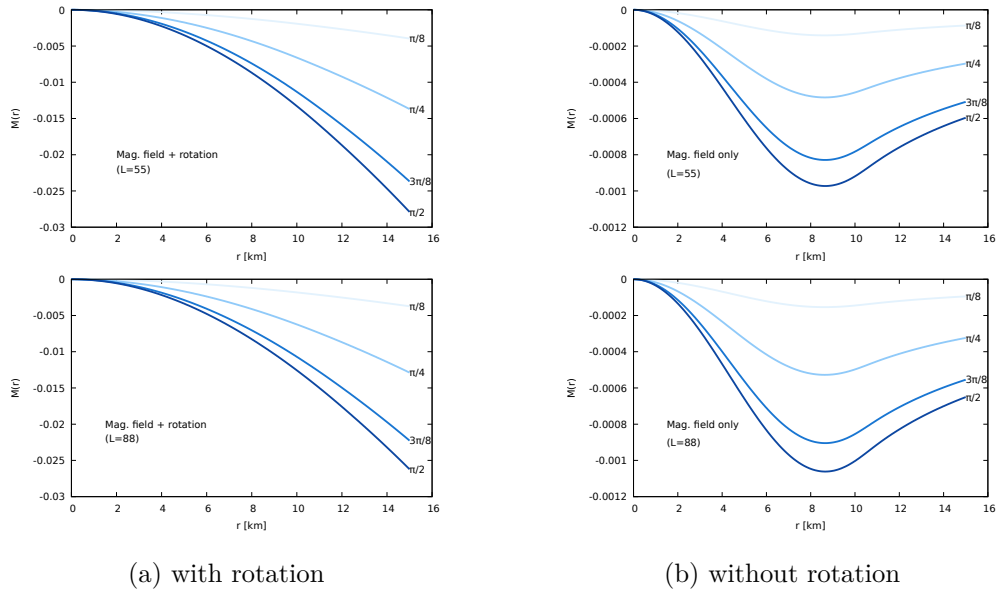 0
-0.005
-0.01
-0.015
-0.02
-0.025
-0.03
M(r)
π/8
π/4
3π/8
π/2
Mag. field + rotation
(L=55)
0 2 4 6 8 10 12 14 16
r [km]
0
-0.0002
-0.0004
-0.0006
-0.0008
-0.001
-0.0012
M(r)
π/8
π/4
3π/8
π/2
Mag. field only
(L=55)
0 2 4 6 8 10 12 14 16
r [km]
0
-0.005
-0.01
-0.015
-0.02
-0.025
-0.03
M(r)
π/8
π/4
3π/8
π/2
Mag. field + rotation
(L=88)
0 2 4 6 8 10 12 14 16
r [km]
0
-0.0002
-0.0004
-0.0006
-0.0008
-0.001
-0.0012
M(r)
π/8
π/4
3π/8
π/2
Mag. field only
(L=88)
0 2 4 6 8 10 12 14 16
r [km]
(a) with rotation
(b) without rotation